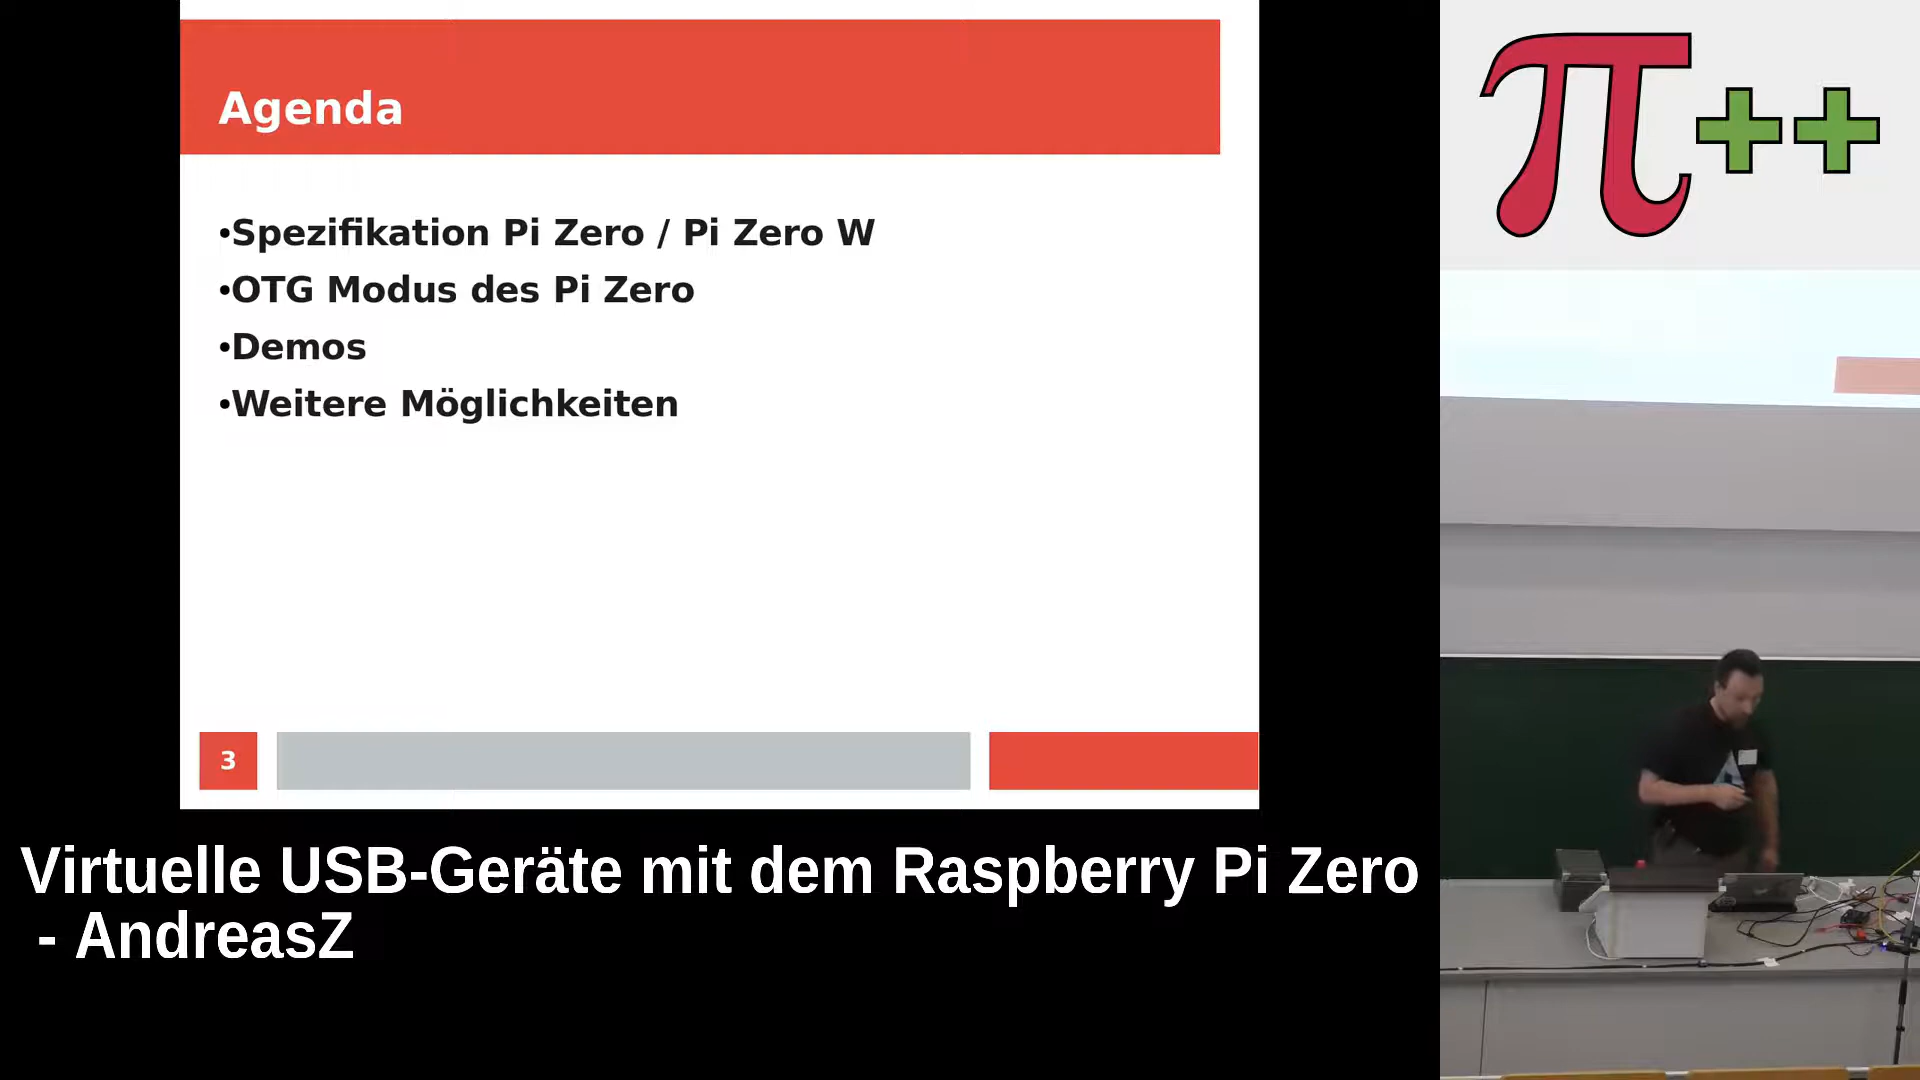 Agenda
•Spezifikation Pi Zero / Pi Zero W
•OTG Modus des Pi Zero
•Demos
•Weitere Möglichkeiten
3
π++
Virtuelle USB-Geräte mit dem Raspberry Pi Zero
- AndreasZ